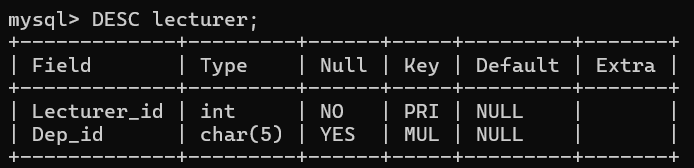 mysql> DESC lecturer;
+-------------+---------+------+-----+---------+-------+
| Field       | Type    | Null | Key | Default | Extra |
+-------------+---------+------+-----+---------+-------+
| Lecturer_id | int     | NO   | PRI | NULL    |       |
| Dep_id      | char(5) | YES  | MUL | NULL    |       |
+-------------+---------+------+-----+---------+-------+